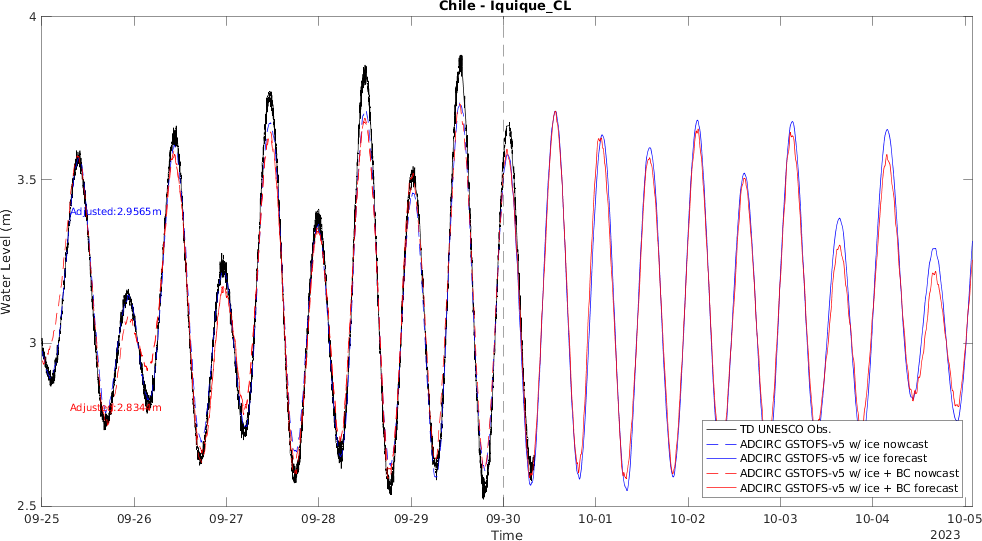 Chile - Iquique_CL
4
3.5
3
2.5
Water Level (m)
Adjusted:2.9565m
Adjusted:2.834 m
TD UNESCO Obs.
ADCIRC GSTOFS-v5 w/ ice nowcast
ADCIRC GSTOFS-v5 w/ ice forecast
ADCIRC GSTOFS-v5 w/ ice + BC nowcast
ADCIRC GSTOFS-v5 w/ ice + BC forecast
09-25 09-26 09-27 09-28 09-29 09-30 10-01 10-02 10-03 10-04 10-05
Time
2023